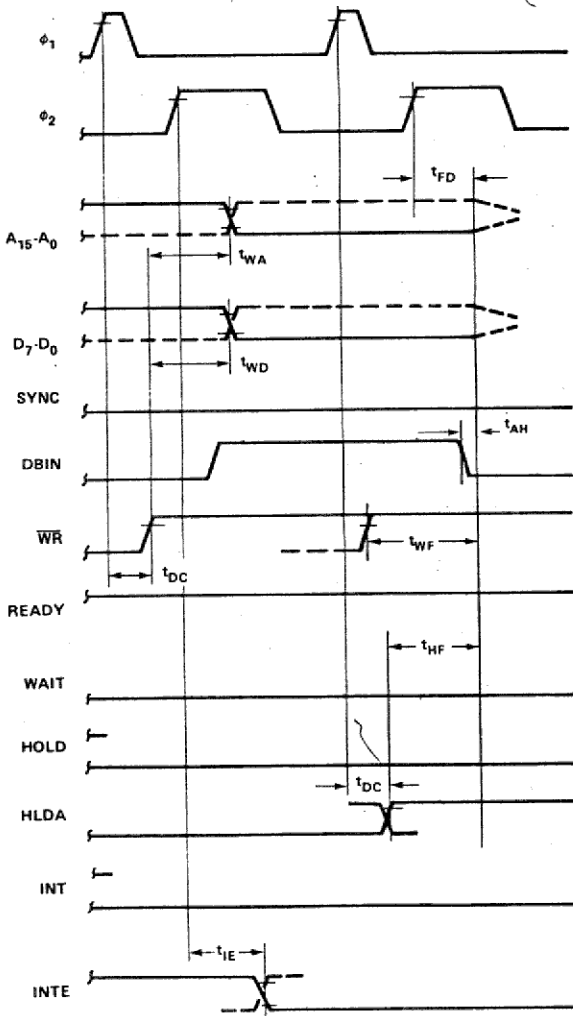 ϕ1
ϕ2
tFD
A15-A0
tWA
D7-D0
tWD
SYNC
tAH
DBIN
WR
tWF
tDC
READY
tHF
WAIT
HOLD
tDC
HLDA
INT
tIE
INTE